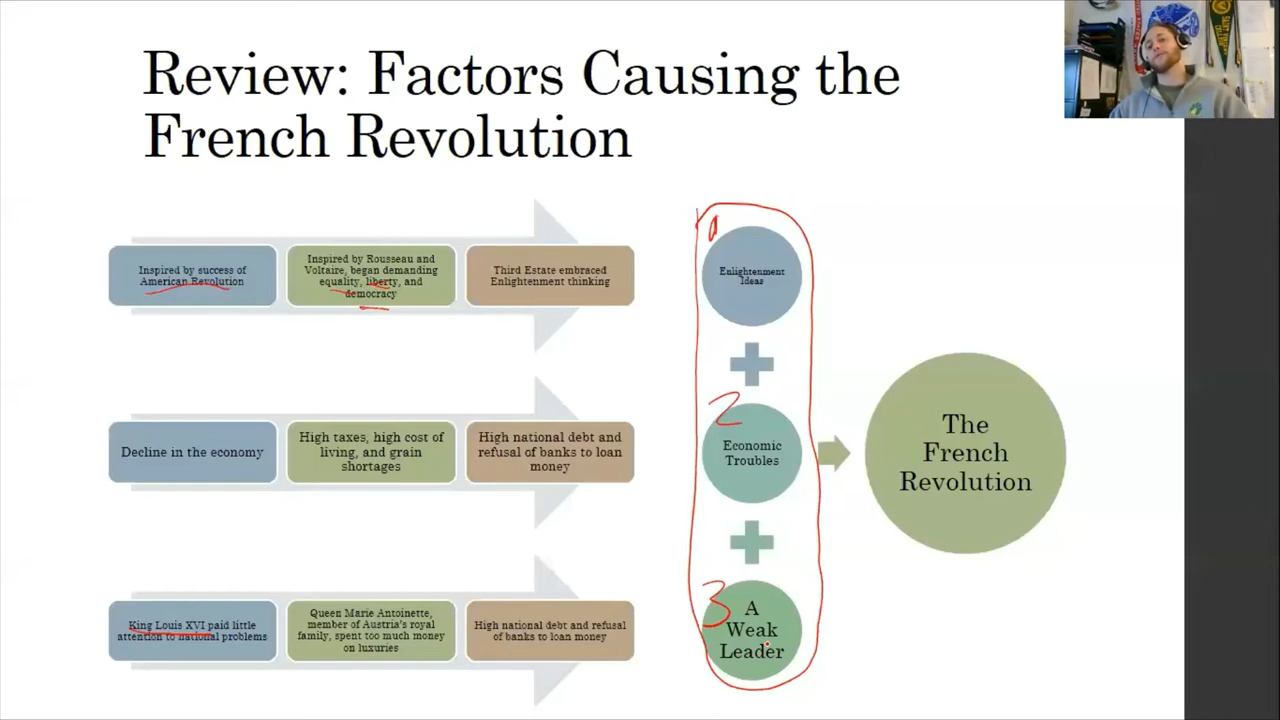 Review: Factors Causing the
French Revolution
Inspired by success of
American Revolution
Inspired by Rousseau and
Voltaire, began demanding
equality, liberty, and
democracy
Third Estate embraced
Enlightenment thinking
Decline in the economy
High taxes, high cost of
living, and grain
shortages
High national debt and
refusal of banks to loan
money
King Louis XVI paid little
attention to national problems
Queen Marie Antoinette,
member of Austria's royal
family, spent too much money
on luxuries
High national debt and refusal
of banks to loan money
1
Enlightenment
Ideas
2
Economic
Troubles
3
A
Weak
Leader
The
French
Revolution